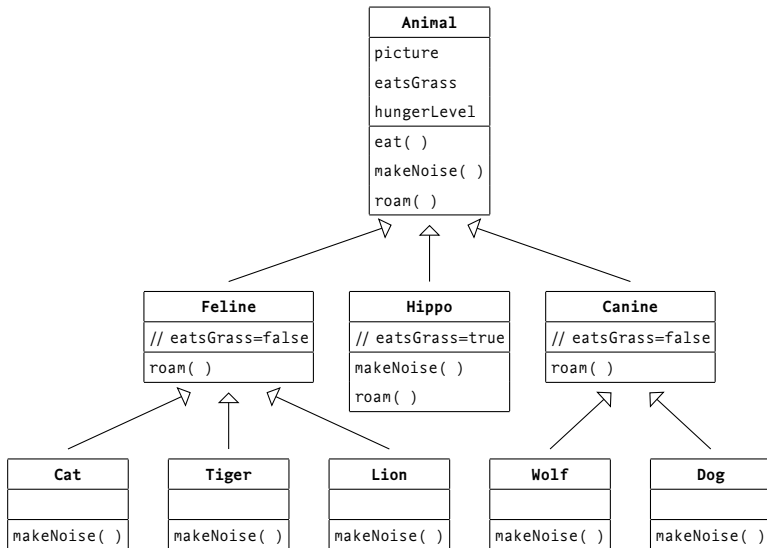 Animal
picture
eatsGrass
hungerLevel
eat( )
makeNoise( )
roam( )
Feline
// eatsGrass=false
roam( )
Hippo
// eatsGrass=true
makeNoise( )
roam( )
Canine
// eatsGrass=false
roam( )
Cat
makeNoise( )
Tiger
makeNoise( )
Lion
makeNoise( )
Wolf
makeNoise( )
Dog
makeNoise( )